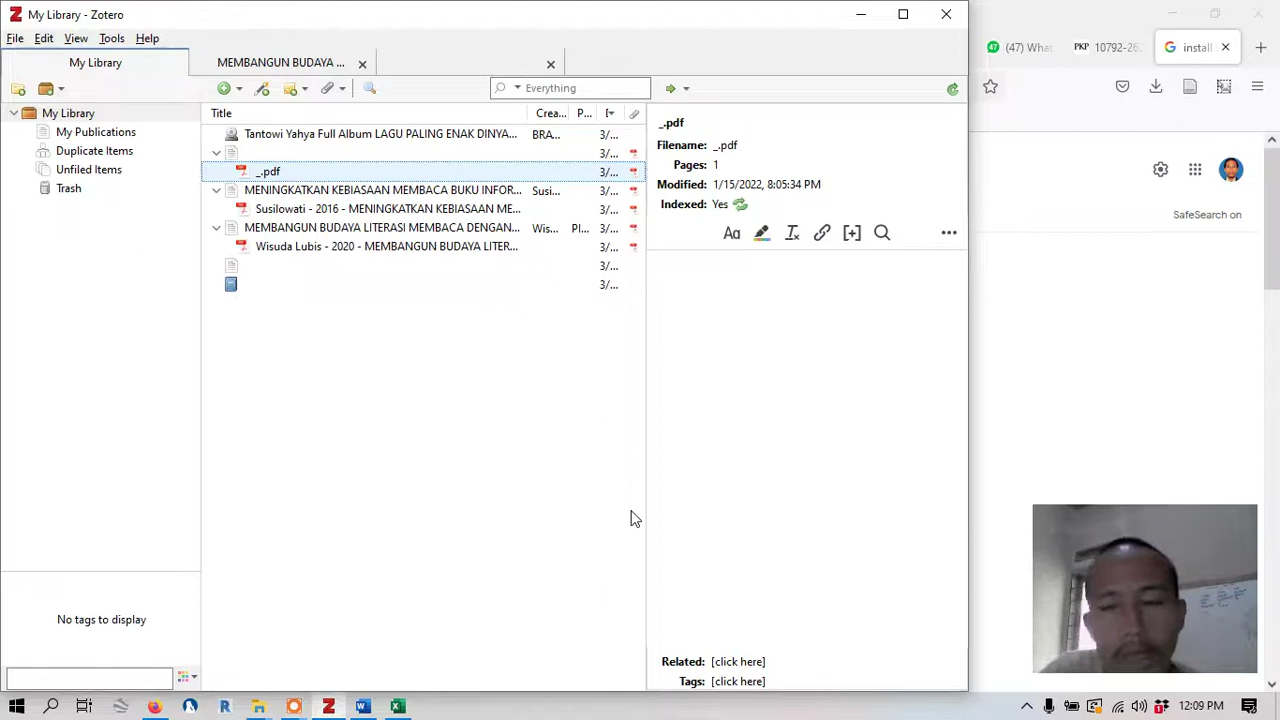 My Library - Zotero
File Edit View Tools Help
(47) Wha
PKP 10792-26
install
My Library
MEMBANGUN BUDAYA ...
Everything
My Library
My Publications
Duplicate Items
Unfiled Items
Trash
Title Crea... P...
Tantowi Yahya Full Album LAGU PALING ENAK DINYA... BRA... 3/...
3/...
_.pdf 3/...
MENINGKATKAN KEBIASAAN MEMBACA BUKU INFOR... Susi... 3/...
Susilowati - 2016 - MENINGKATKAN KEBIASAAN ME... 3/...
MEMBANGUN BUDAYA LITERASI MEMBACA DENGAN... Wis... Pl... 3/...
Wisuda Lubis - 2020 - MEMBANGUN BUDAYA LITER... 3/...
3/...
3/...
_.pdf
Filename: _.pdf
Pages: 1
Modified: 1/15/2022, 8:05:34 PM
Indexed: Yes
Aa
Related: [click here]
Tags: [click here]
SafeSearch on
No tags to display
12:09 PM